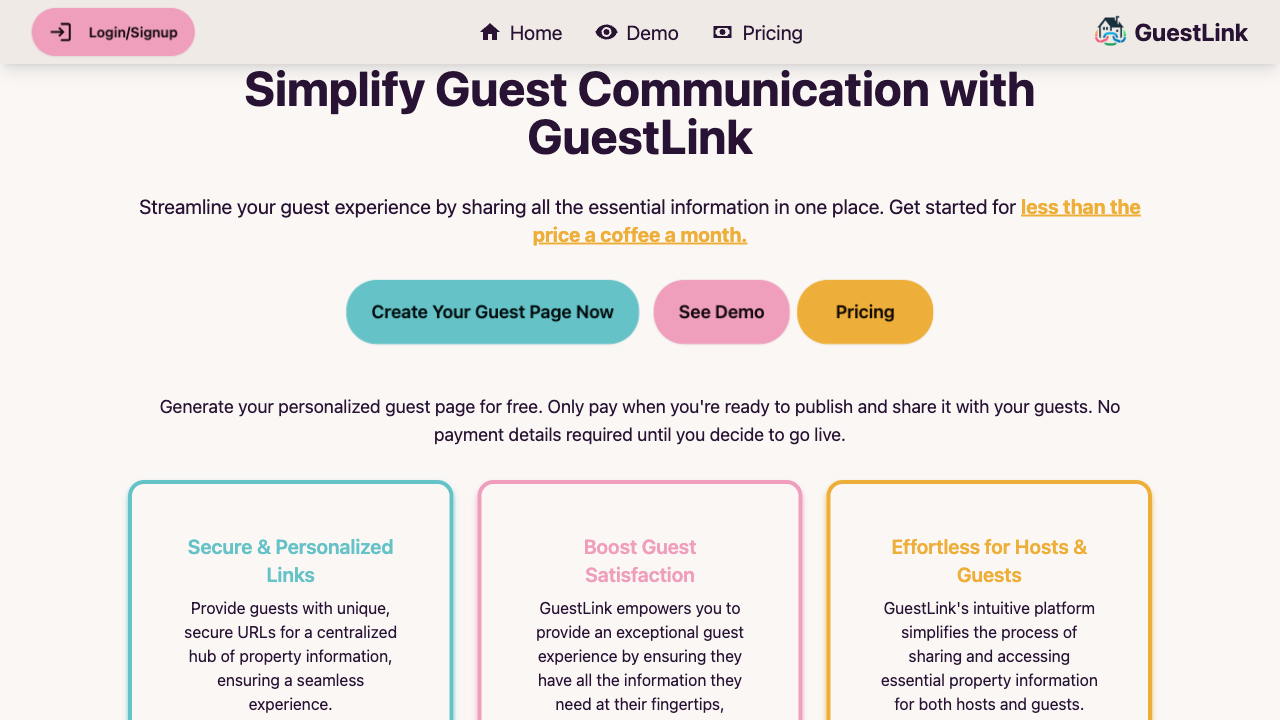 Login/Signup
Home
Demo
Pricing
GuestLink
Simplify Guest Communication with
GuestLink
Streamline your guest experience by sharing all the essential information in one place. Get started for less than the
price a coffee a month.
Create Your Guest Page Now
See Demo
Pricing
Generate your personalized guest page for free. Only pay when you're ready to publish and share it with your guests. No
payment details required until you decide to go live.
Secure & Personalized
Links
Provide guests with unique,
secure URLs for a centralized
hub of property information,
ensuring a seamless
experience.
Boost Guest
Satisfaction
GuestLink empowers you to
provide an exceptional guest
experience by ensuring they
have all the information they
need at their fingertips,
Effortless for Hosts &
Guests
GuestLink's intuitive platform
simplifies the process of
sharing and accessing
essential property information
for both hosts and guests.